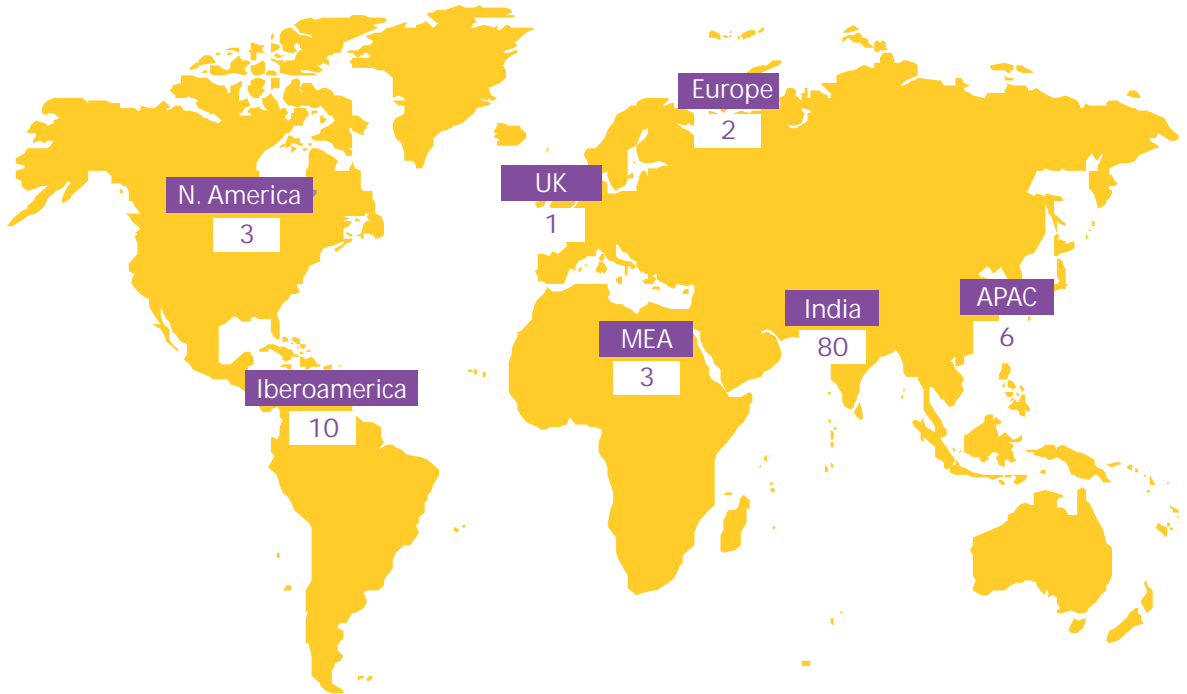 Europe
2
UK
1
N. America
3
APAC
6
India
80
MEA
3
Iberoamerica
10